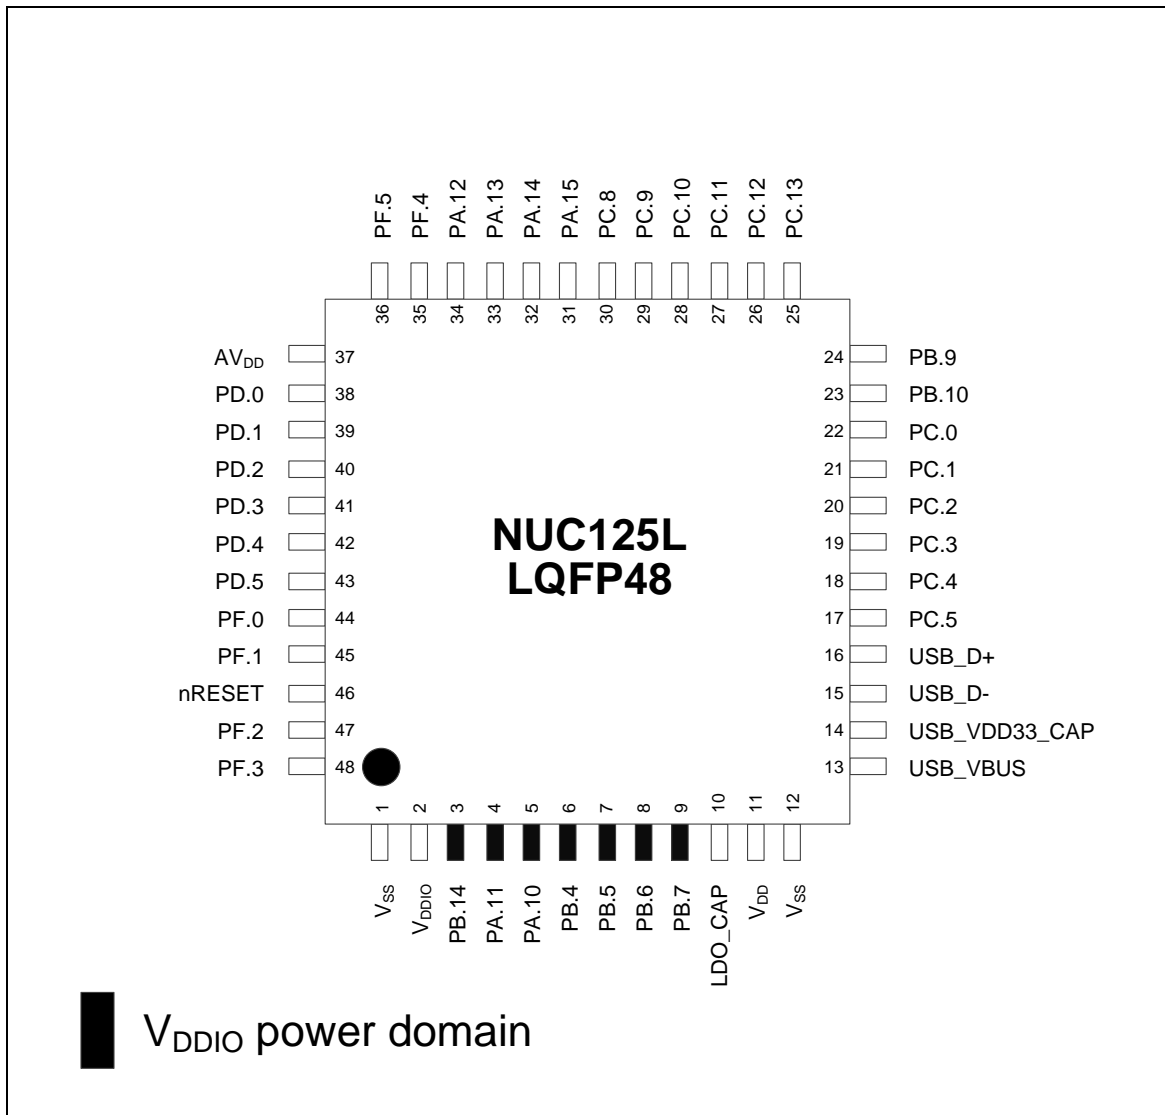 PF.5
PF.4
PA.12
PA.13
PA.14
PA.15
PC.8
PC.9
PC.10
PC.11
PC.12
PC.13
36
35
34
33
32
31
30
29
28
27
26
25
AVDD 37
PD.0 38
PD.1 39
PD.2 40
PD.3 41
PD.4 42
PD.5 43
PF.0 44
PF.1 45
nRESET 46
PF.2 47
PF.3 48
NUC125L
LQFP48
24 PB.9
23 PB.10
22 PC.0
21 PC.1
20 PC.2
19 PC.3
18 PC.4
17 PC.5
16 USB_D+
15 USB_D-
14 USB_VDD33_CAP
13 USB_VBUS
1
2
3
4
5
6
7
8
9
10
11
12
VSS
VDDIO
PB.14
PA.11
PA.10
PB.4
PB.5
PB.6
PB.7
LDO_CAP
VDD
VSS
VDDIO power domain